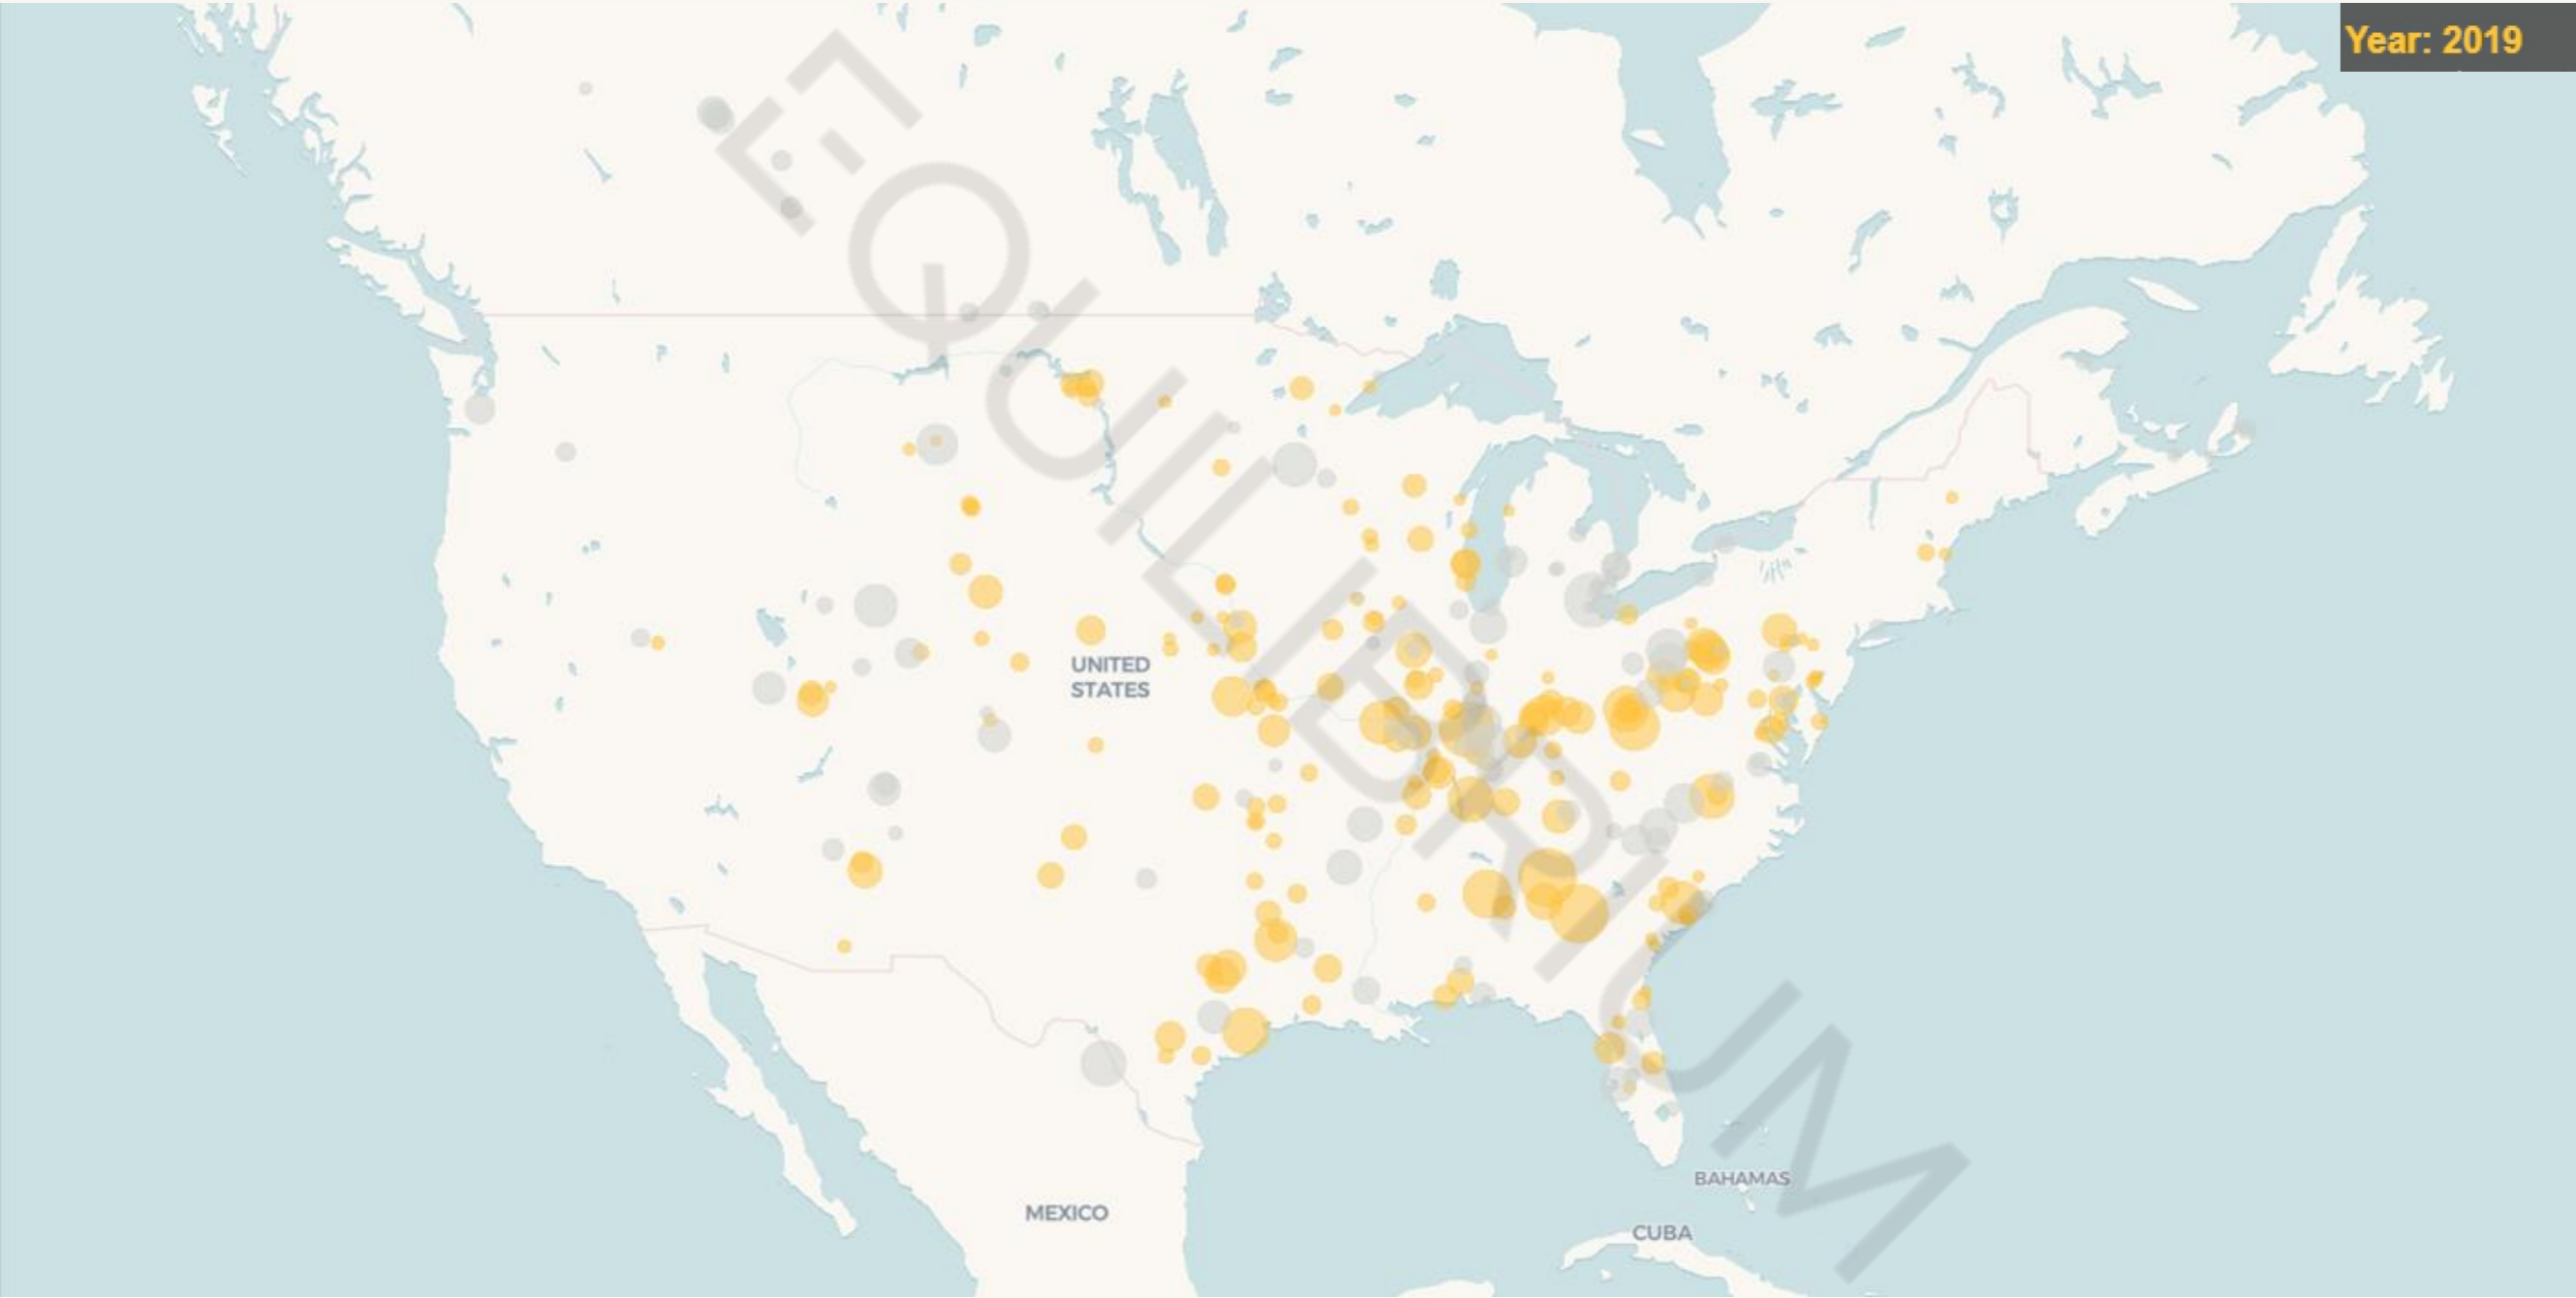 Year: 2019
EQUILIBRIUM
UNITED
STATES
BAHAMAS
MEXICO
CUBA